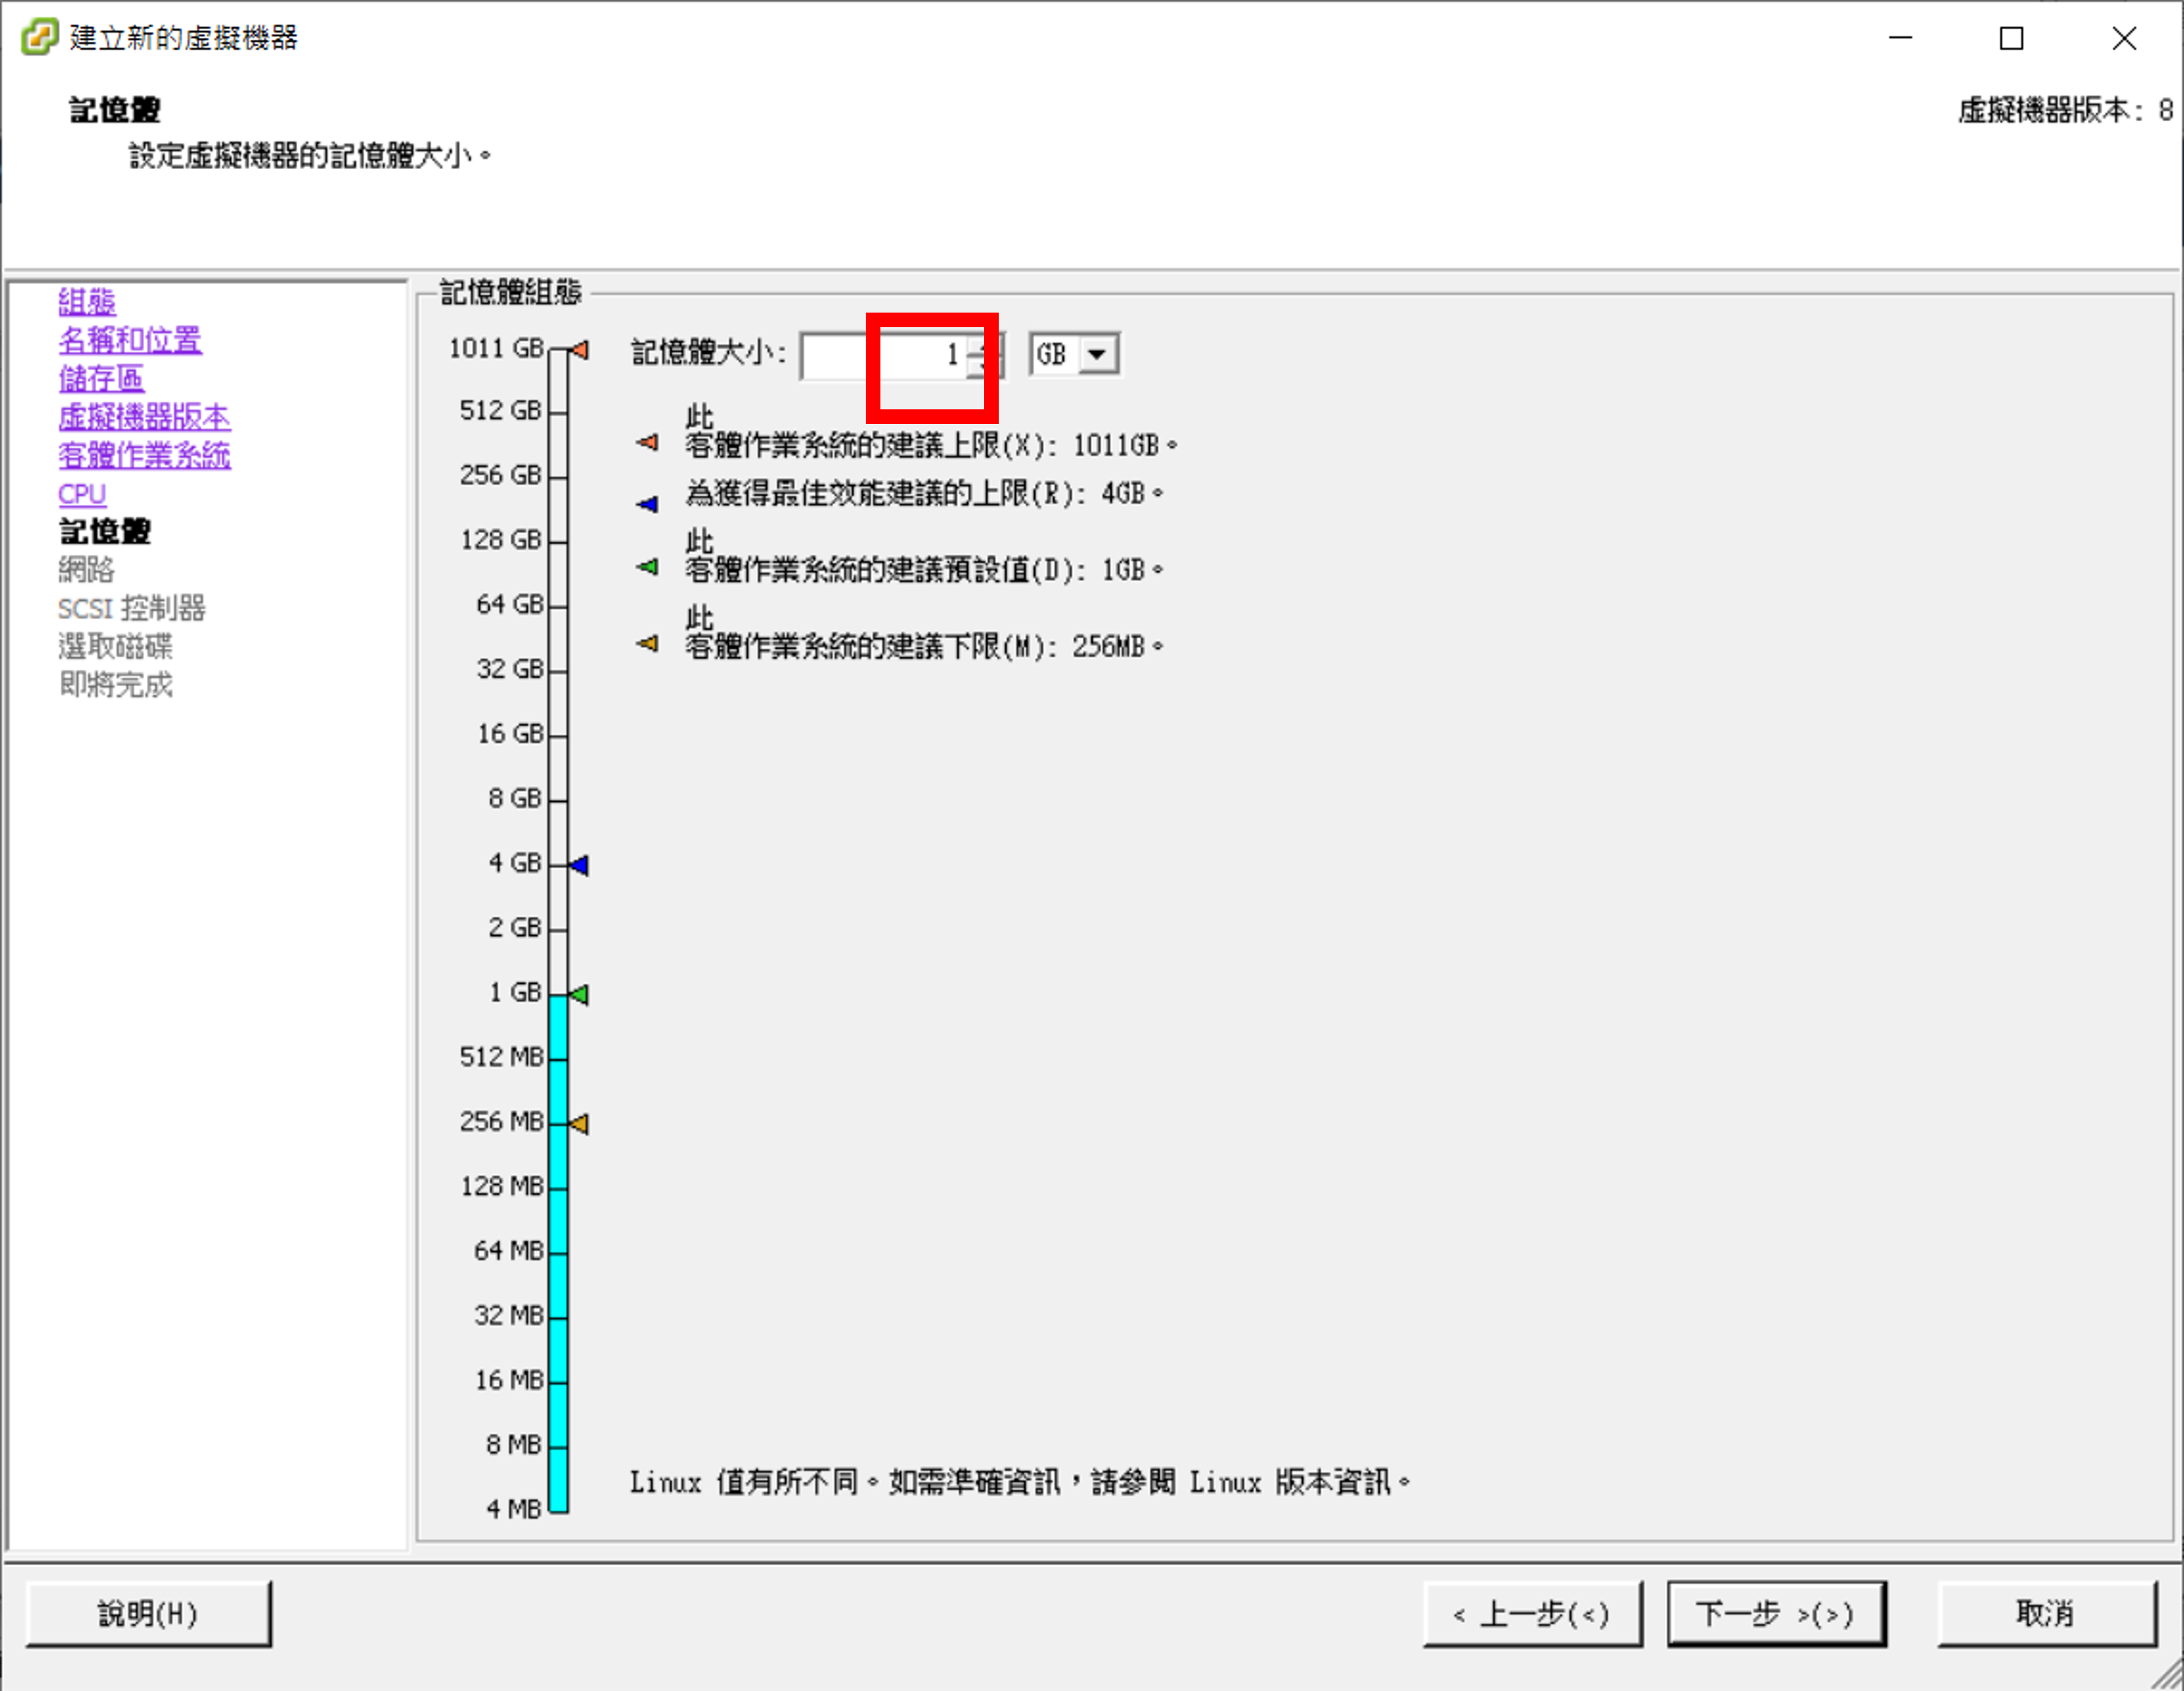 建立新的虛擬機器
記憶體
虛擬機器版本: 8
設定虛擬機器的記憶體大小。
組態
名稱和位置
儲存區
虛擬機器版本
客體作業系統
CPU
記憶體
網路
SCSI 控制器
選取磁碟
即將完成
記憶體組態
1011 GB
512 GB
256 GB
128 GB
64 GB
32 GB
16 GB
8 GB
4 GB
2 GB
1 GB
512 MB
256 MB
128 MB
64 MB
32 MB
16 MB
8 MB
4 MB
記憶體大小: 1 GB
此
客體作業系統的建議上限(X): 1011GB。
為獲得最佳效能建議的上限(R): 4GB。
此
客體作業系統的建議預設值(D): 1GB。
此
客體作業系統的建議下限(M): 256MB。
Linux 值有所不同。如需準確資訊，請參閱 Linux 版本資訊。
說明(H)
< 上一步(<)
下一步 >(>)
取消